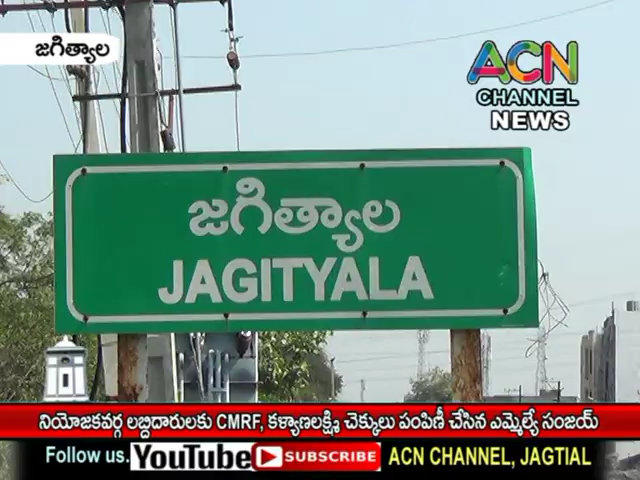 జగిత్యాల
ACN
CHANNEL
NEWS
జగిత్యాల
JAGITYALA
నియోజకవర్గ లబ్దిదారులకు CMRF, కళ్యాణలక్ష్మి చెక్కులు పంపిణీ చేసిన ఎమ్మెల్యే సంజయ్
Follow us. YouTube SUBSCRIBE ACN CHANNEL, JAGTIAL